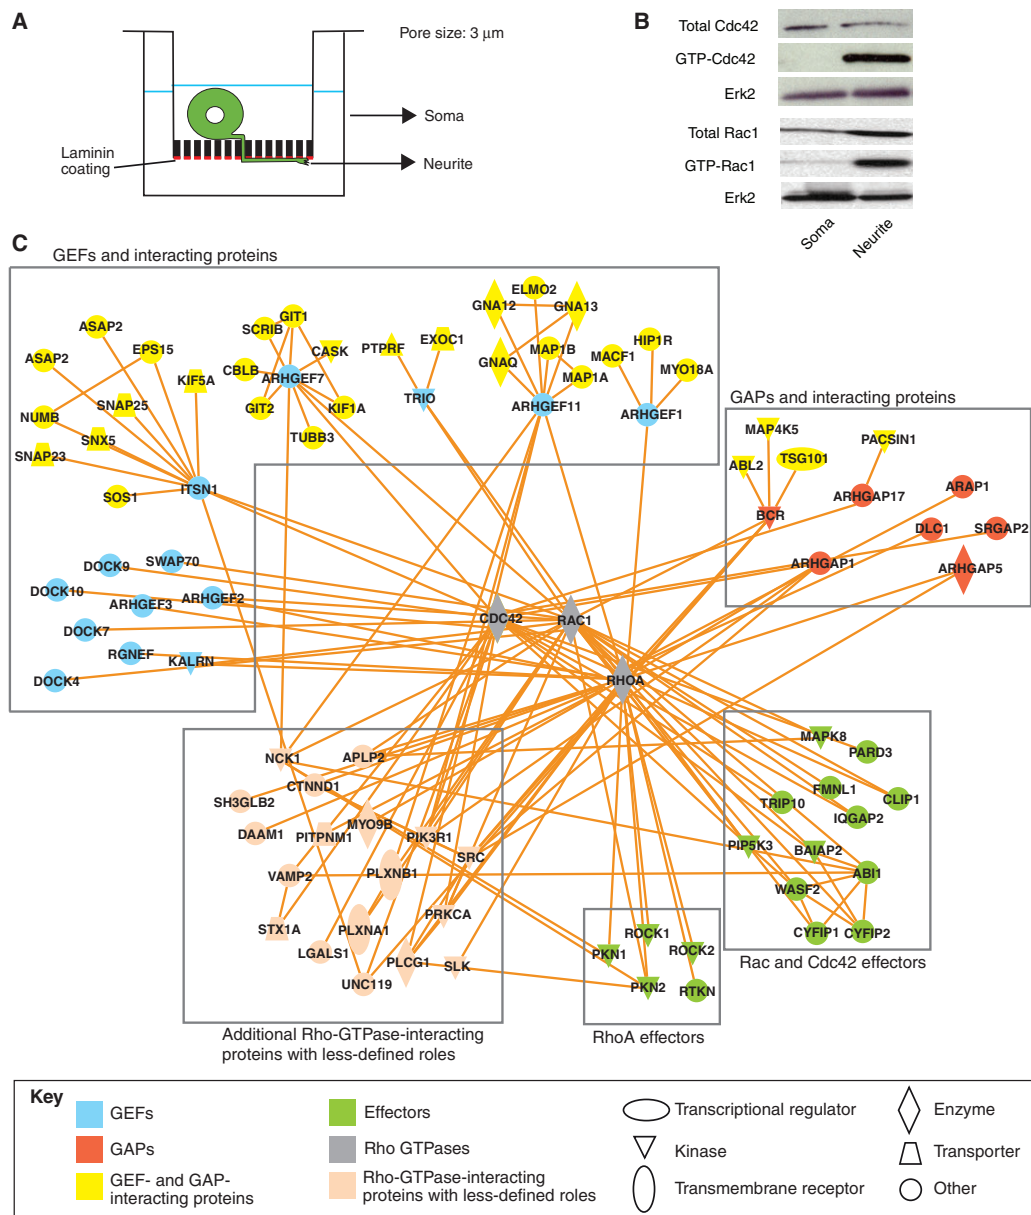 A
Pore size: 3 μm
Soma
Neurite
Laminin
coating
B
Total Cdc42
GTP-Cdc42
Erk2
Total Rac1
GTP-Rac1
Erk2
Soma
Neurite
C
GEFs and interacting proteins
ASAP2
ASAP2
EPS15
KIF5A
SNAP25
NUMB
SNX5
SNAP23
SOS1
ITSN1
GIT1
SCRIB
CASK
CBLB
ARHGEF7
GIT2
KIF1A
TUBB3
PTPRF
EXOC1
TRIO
ELMO2
GNA12
GNA13
GNAQ
MAP1B
MAP1A
ARHGEF11
HIP1R
MACF1
MYO18A
ARHGEF1
DOCK9
SWAP70
DOCK10
ARHGEF3
ARHGEF2
DOCK7
RGNEF
KALRN
DOCK4
GAPs and interacting proteins
MAP4K5
PACSIN1
ABL2
TSG101
BCR
ARHGAP17
ARAP1
DLC1
SRGAP2
ARHGAP1
ARHGAP5
CDC42
RAC1
RHOA
NCK1
APLP2
CTNND1
SH3GLB2
MYO9B
DAAM1
PITPNM1
PIK3R1
SRC
VAMP2
PLXNB1
PRKCA
STX1A
PLXNA1
LGALS1
PLCG1
SLK
UNC119
Additional Rho-GTPase-interacting
proteins with less-defined roles
PKN1
ROCK1
ROCK2
PKN2
RTKN
RhoA effectors
MAPK8
PARD3
FMNL1
CLIP1
TRIP10
IQGAP2
PIP5K3
BAIAP2
ABI1
WASF2
CYFIP1
CYFIP2
Rac and Cdc42 effectors
Key
GEFs
GAPs
GEF- and GAP-
interacting proteins
Effectors
Rho GTPases
Rho-GTPase-interacting
proteins with less-defined roles
Transcriptional regulator
Kinase
Transmembrane receptor
Enzyme
Transporter
Other